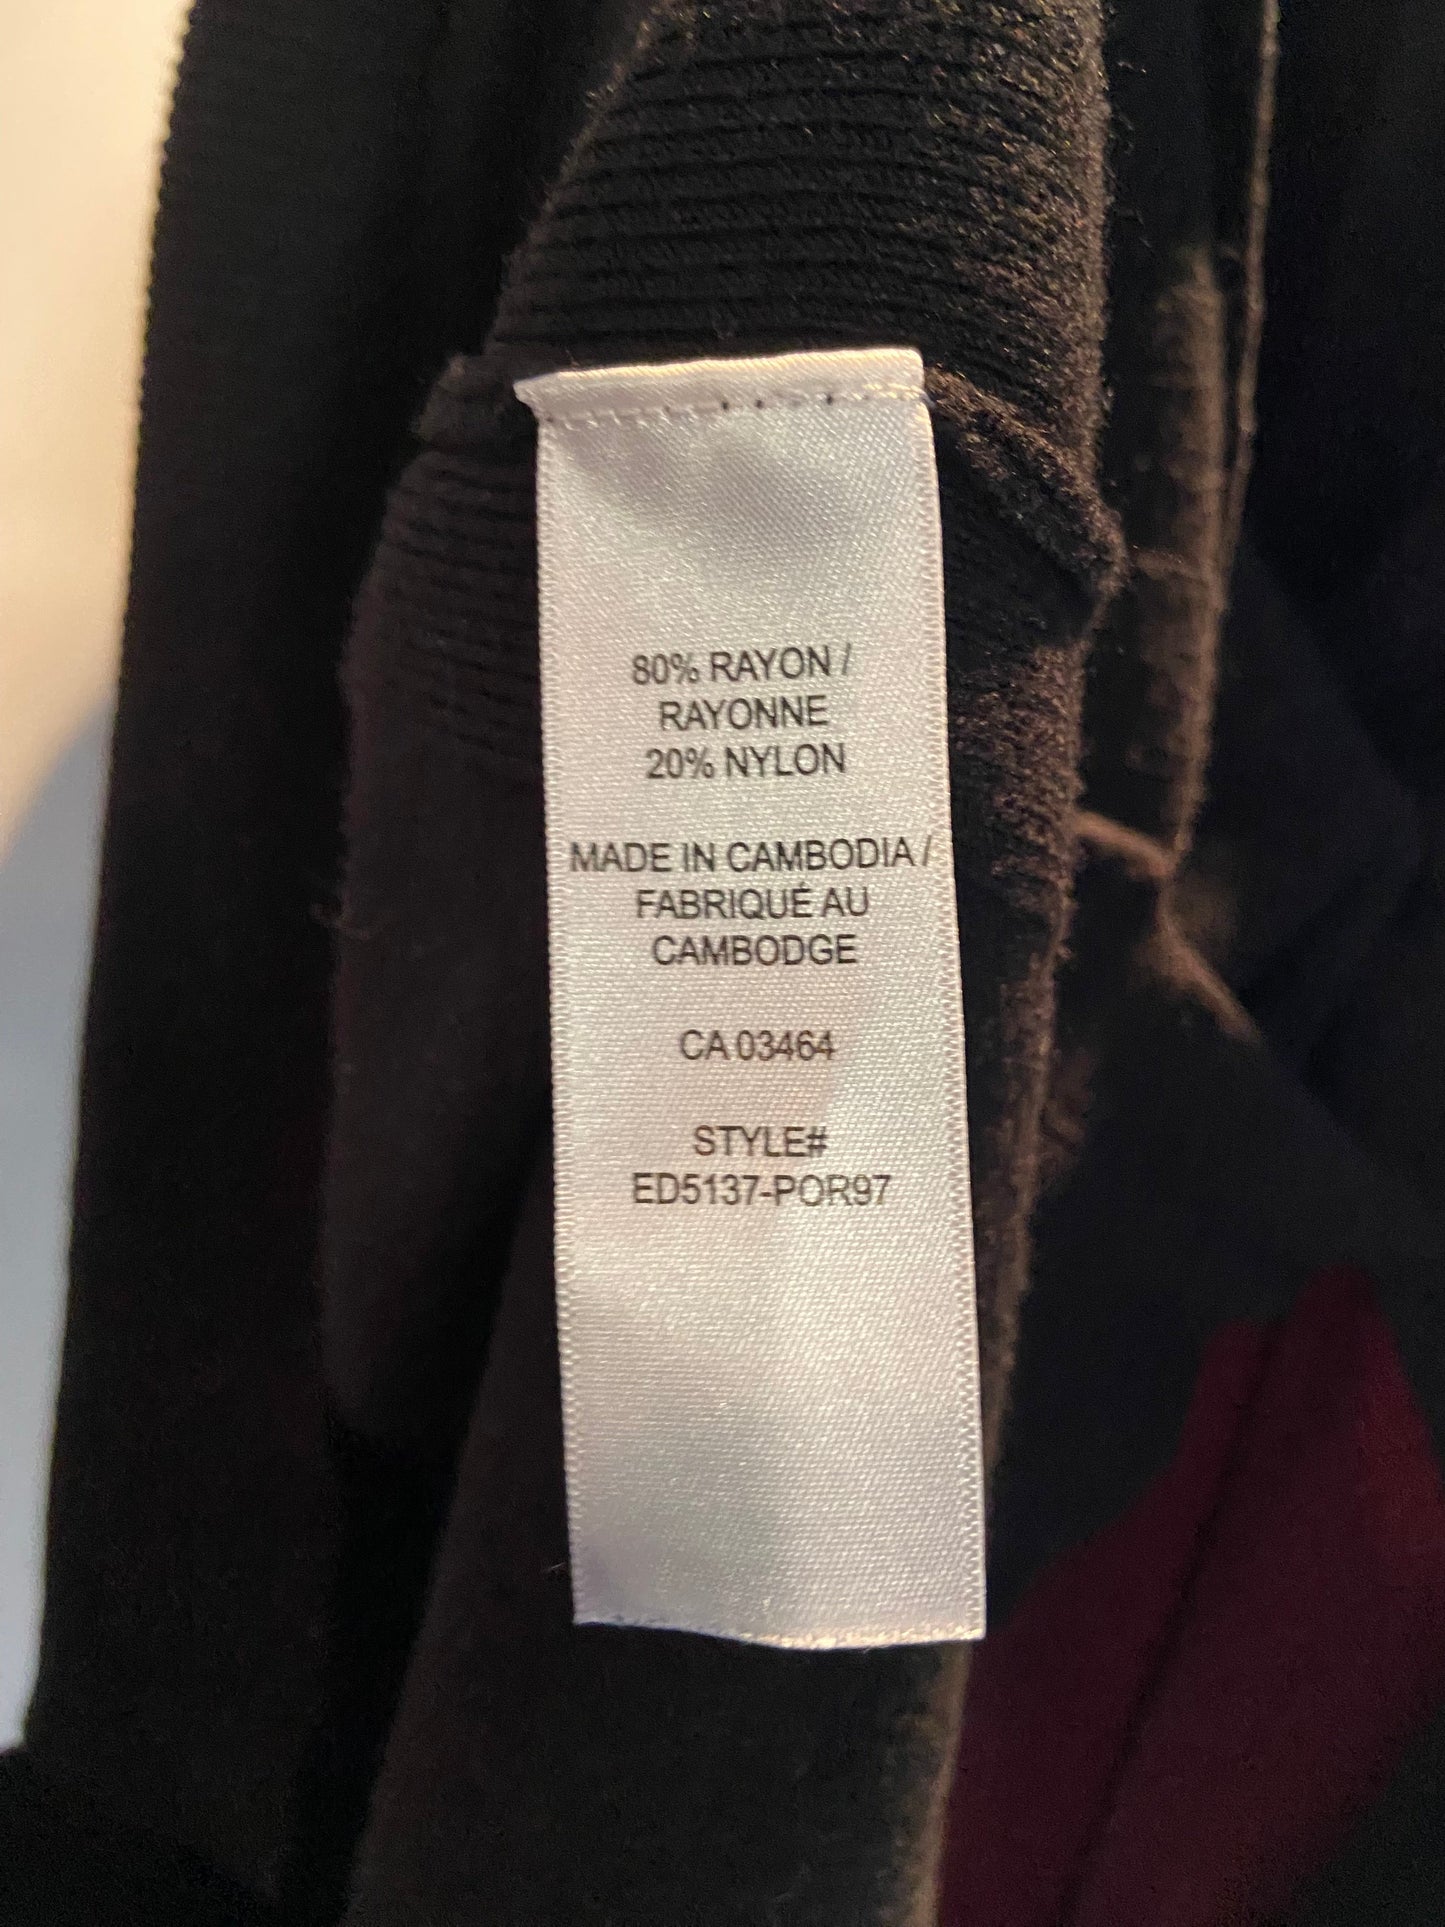 80% RAYON /
RAYONNE
20% NYLON
MADE IN CAMBODIA /
FABRIQUÉ AU
CAMBODGE
CA 03464
STYLE#
ED5137-POR97